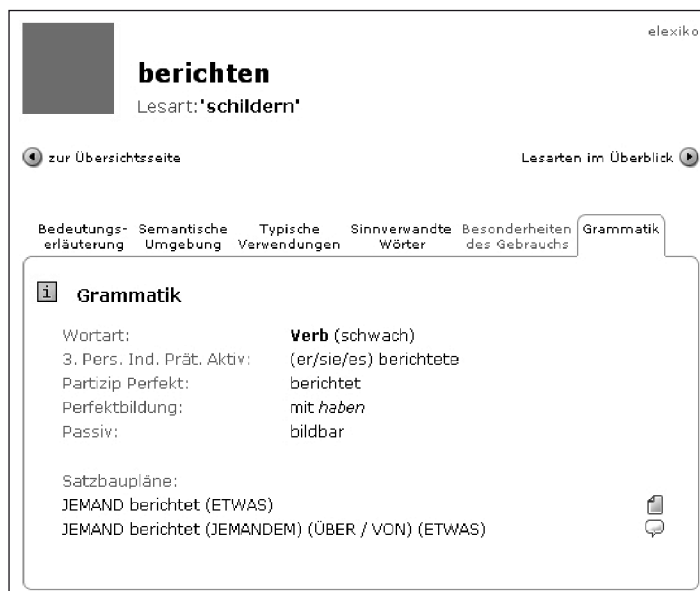 elexiko
berichten
Lesart:'schildern'
zur Übersichtsseite
Lesarten im Überblick
Bedeutungs-
erläuterung
Semantische
Umgebung
Typische
Verwendungen
Sinnverwandte
Wörter
Besonderheiten
des Gebrauchs
Grammatik
i Grammatik
Wortart: Verb (schwach)
3. Pers. Ind. Prät. Aktiv: (er/sie/es) berichtete
Partizip Perfekt: berichtet
Perfektbildung: mit haben
Passiv: bildbar
Satzbaupläne:
JEMAND berichtet (ETWAS)
JEMAND berichtet (JEMANDEM) (ÜBER / VON) (ETWAS)